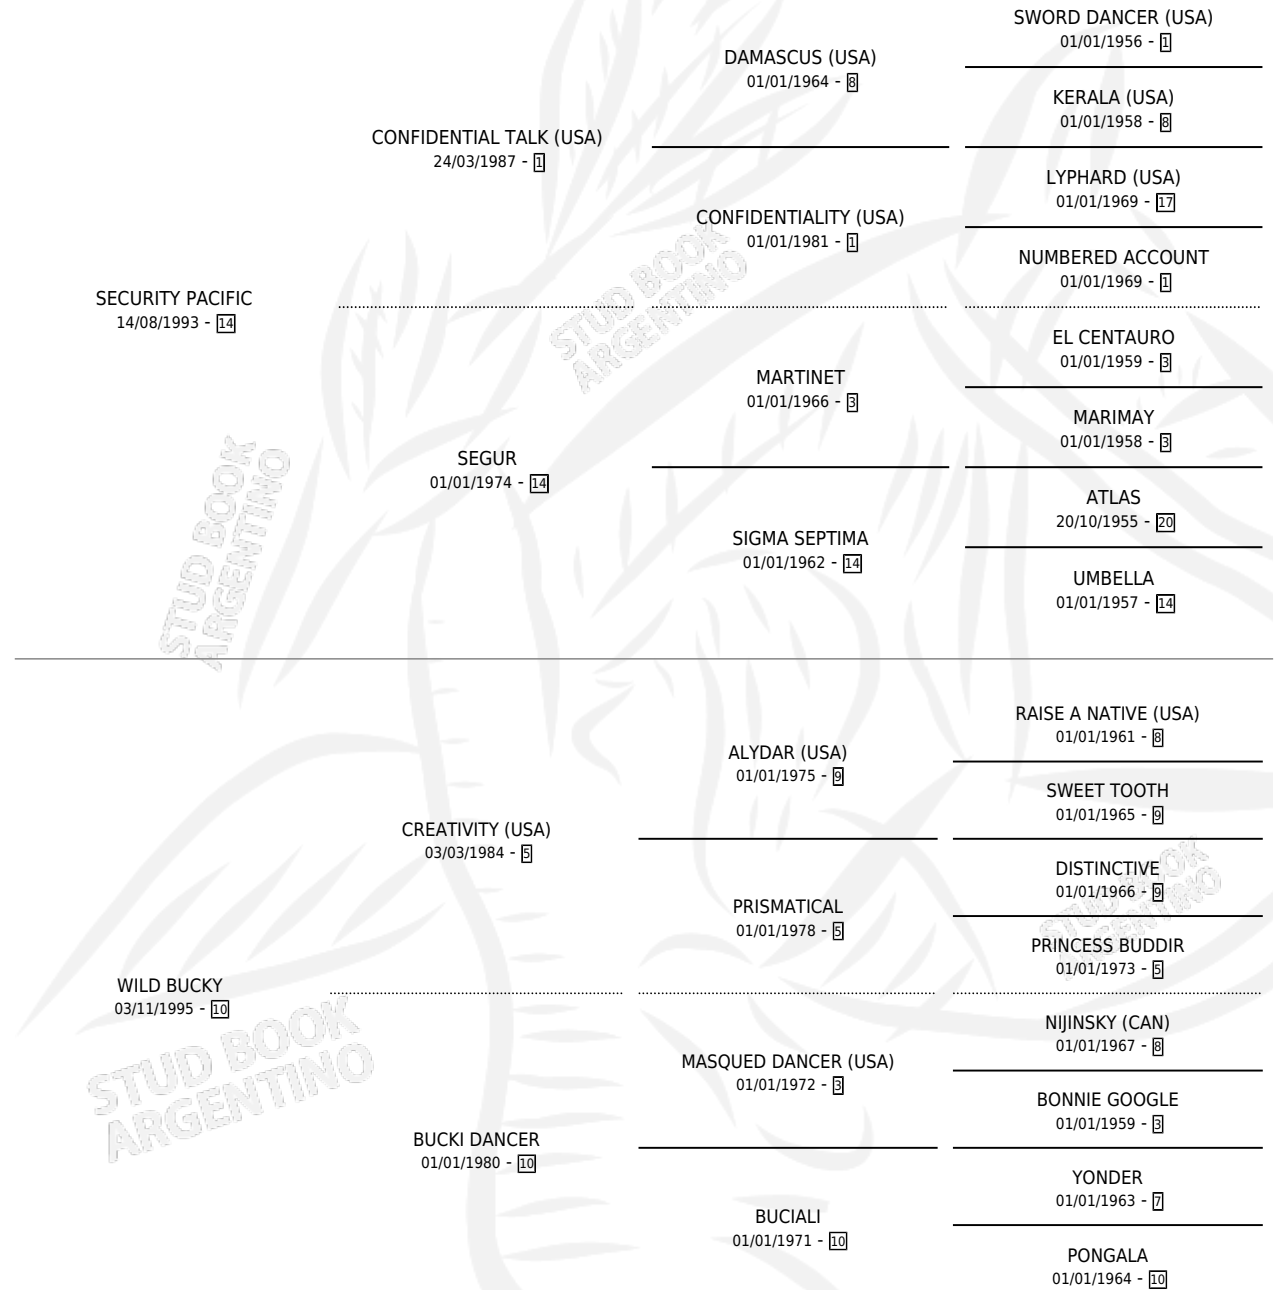 SECURITY PACIFIC
14/08/1993 - 14
CONFIDENTIAL TALK (USA)
24/03/1987 - 1
DAMASCUS (USA)
01/01/1964 - 8
SWORD DANCER (USA)
01/01/1956 - 1
KERALA (USA)
01/01/1958 - 8
CONFIDENTIALITY (USA)
01/01/1981 - 1
LYPHARD (USA)
01/01/1969 - 17
NUMBERED ACCOUNT
01/01/1969 - 1
SEGUR
01/01/1974 - 14
MARTINET
01/01/1966 - 3
EL CENTAURO
01/01/1959 - 3
MARIMAY
01/01/1958 - 3
SIGMA SEPTIMA
01/01/1962 - 14
ATLAS
20/10/1955 - 20
UMBELLA
01/01/1957 - 14
WILD BUCKY
03/11/1995 - 10
CREATIVITY (USA)
03/03/1984 - 5
ALYDAR (USA)
01/01/1975 - 9
RAISE A NATIVE (USA)
01/01/1961 - 8
SWEET TOOTH
01/01/1965 - 9
PRISMATICAL
01/01/1978 - 5
DISTINCTIVE
01/01/1966 - 9
PRINCESS BUDDIR
01/01/1973 - 5
BUCKI DANCER
01/01/1980 - 10
MASQUED DANCER (USA)
01/01/1972 - 3
NIJINSKY (CAN)
01/01/1967 - 8
BONNIE GOOGLE
01/01/1959 - 3
BUCIALI
01/01/1971 - 10
YONDER
01/01/1963 - 7
PONGALA
01/01/1964 - 10
STUD BOOK
ARGENTINO
STUD BOOK
ARGENTINO
STUD BOOK
ARGENTINO
STUD BOOK
ARGENTINO